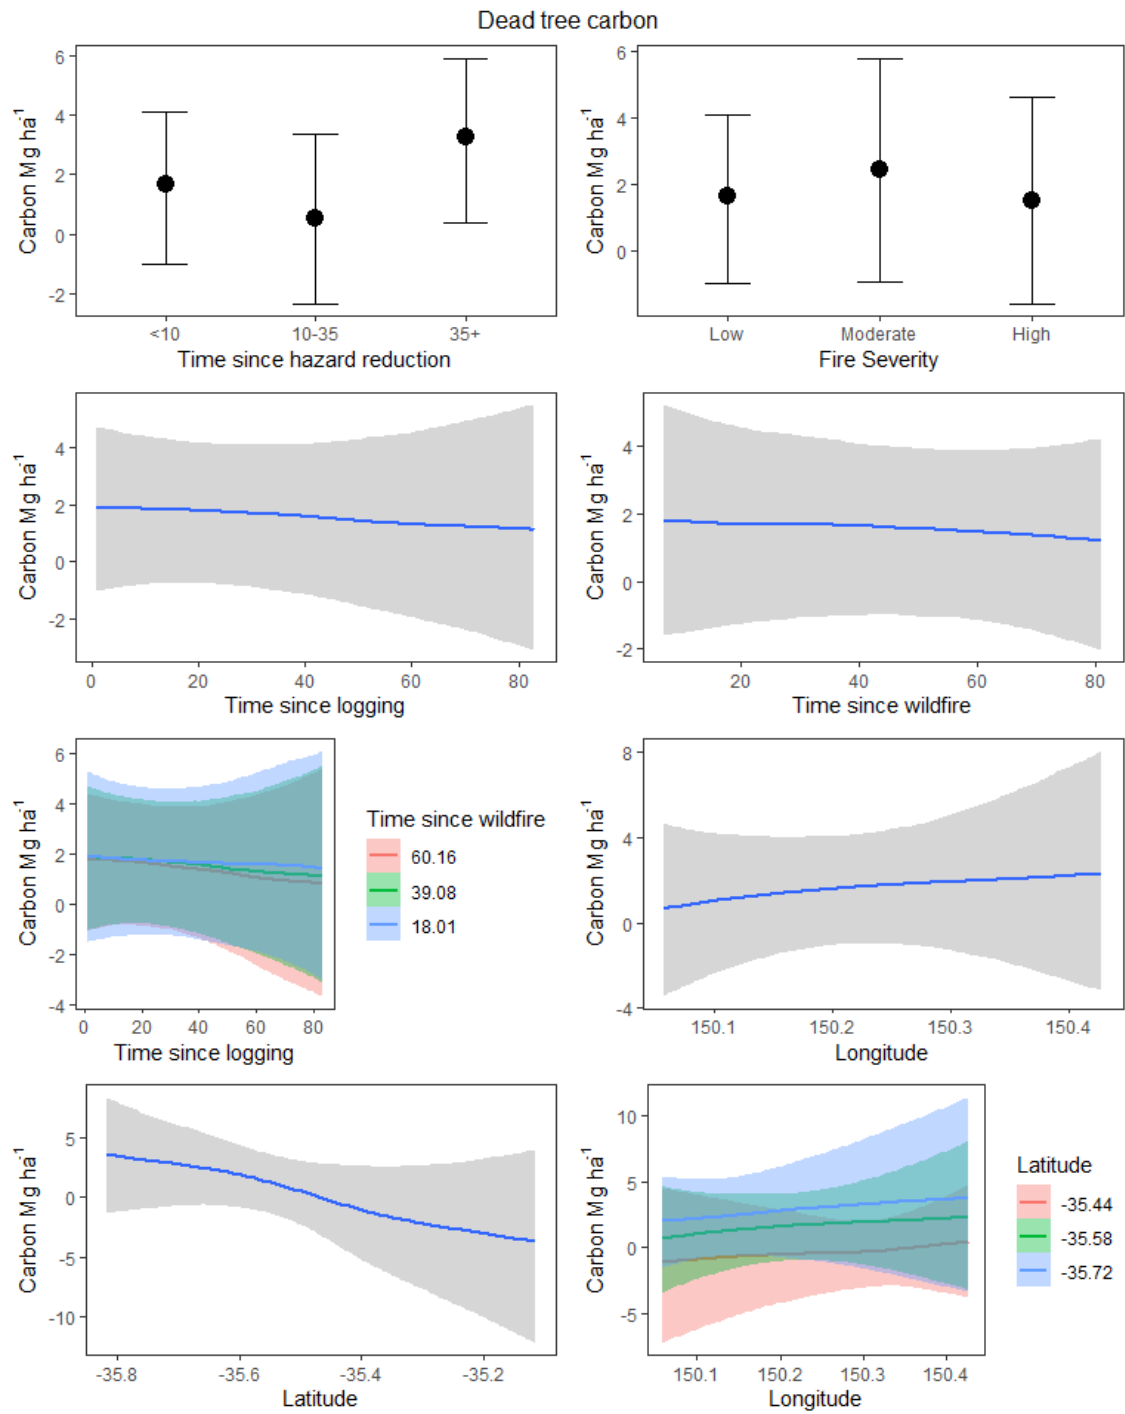 Dead tree carbon
Carbon Mg ha-1
6
4
2
0
-2
<10 10-35 35+
Time since hazard reduction
Carbon Mg ha-1
6
4
2
0
Low Moderate High
Fire Severity
Carbon Mg ha-1
4
2
0
-2
0 20 40 60 80
Time since logging
Carbon Mg ha-1
4
2
0
-2
20 40 60 80
Time since wildfire
Carbon Mg ha-1
6
4
2
0
-2
-4
0 20 40 60 80
Time since logging
Time since wildfire
60.16
39.08
18.01
Carbon Mg ha-1
8
4
0
-4
150.1 150.2 150.3 150.4
Longitude
Carbon Mg ha-1
5
0
-5
-10
-35.8 -35.6 -35.4 -35.2
Latitude
Carbon Mg ha-1
10
5
0
-5
150.1 150.2 150.3 150.4
Longitude
Latitude
-35.44
-35.58
-35.72